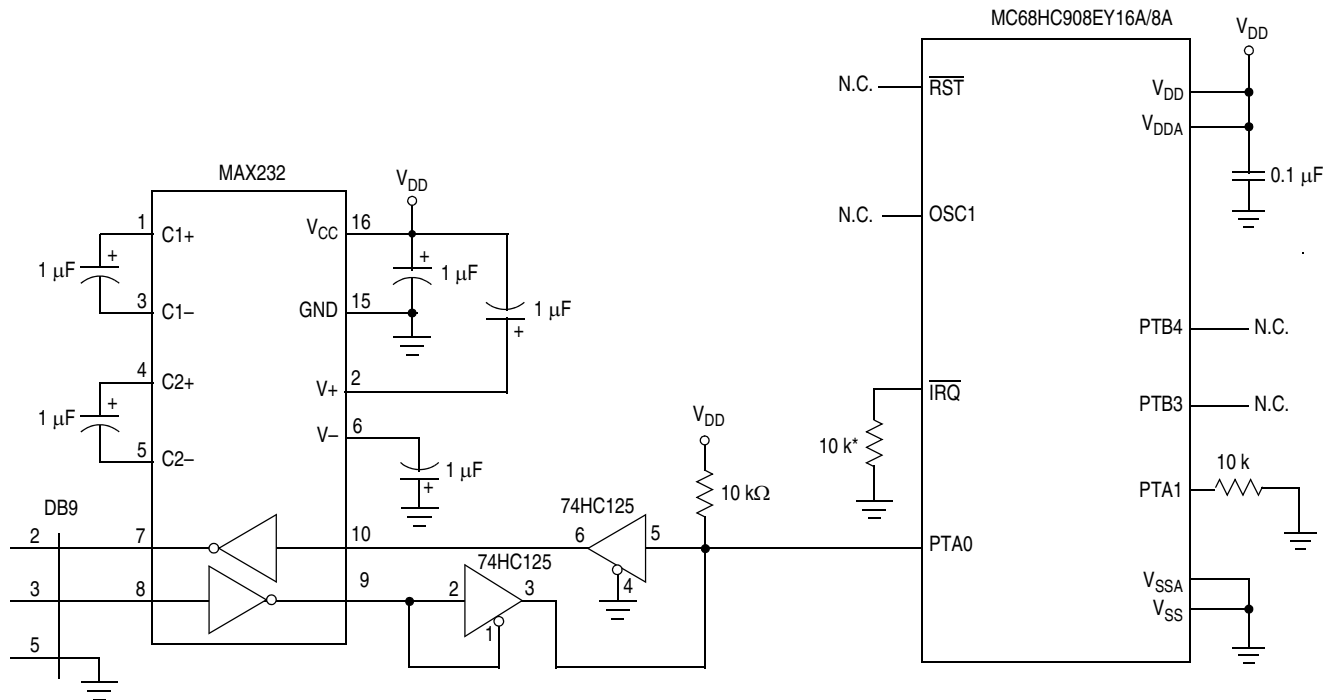 MC68HC908EY16A/8A
V_DD
N.C.
RST
V_DD
V_DDA
0.1 μF
MAX232
V_DD
N.C.
OSC1
1
C1+
V_CC
16
1 μF
+
+
1 μF
3
C1–
GND
15
1 μF
+
PTB4
N.C.
4
C2+
V+
2
IRQ
1 μF
+
PTB3
N.C.
V–
6
V_DD
10 k*
5
C2–
1 μF
+
10 k
PTA1
10 kΩ
DB9
74HC125
2
7
10
6
5
PTA0
4
74HC125
3
8
9
2
3
V_SSA
1
V_SS
5